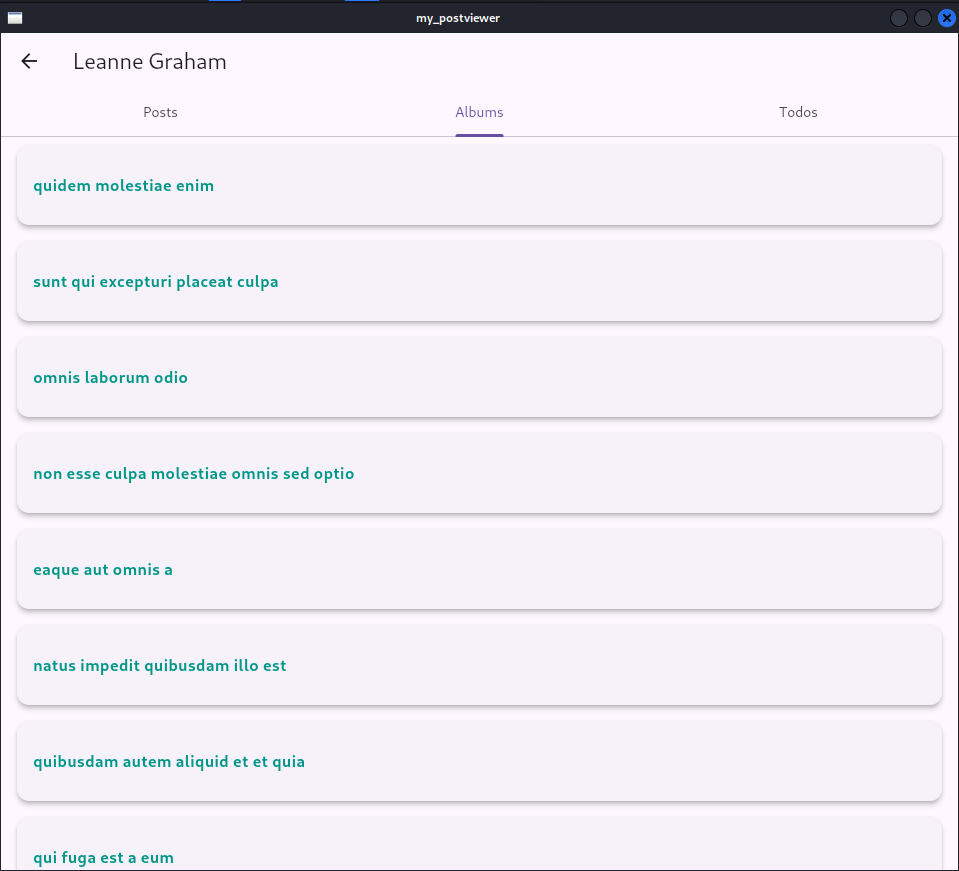 my_postviewer
Leanne Graham
Posts
Albums
Todos
quidem molestiae enim
sunt qui excepturi placeat culpa
omnis laborum odio
non esse culpa molestiae omnis sed optio
eaque aut omnis a
natus impedit quibusdam illo est
quibusdam autem aliquid et et quia
qui fuga est a eum